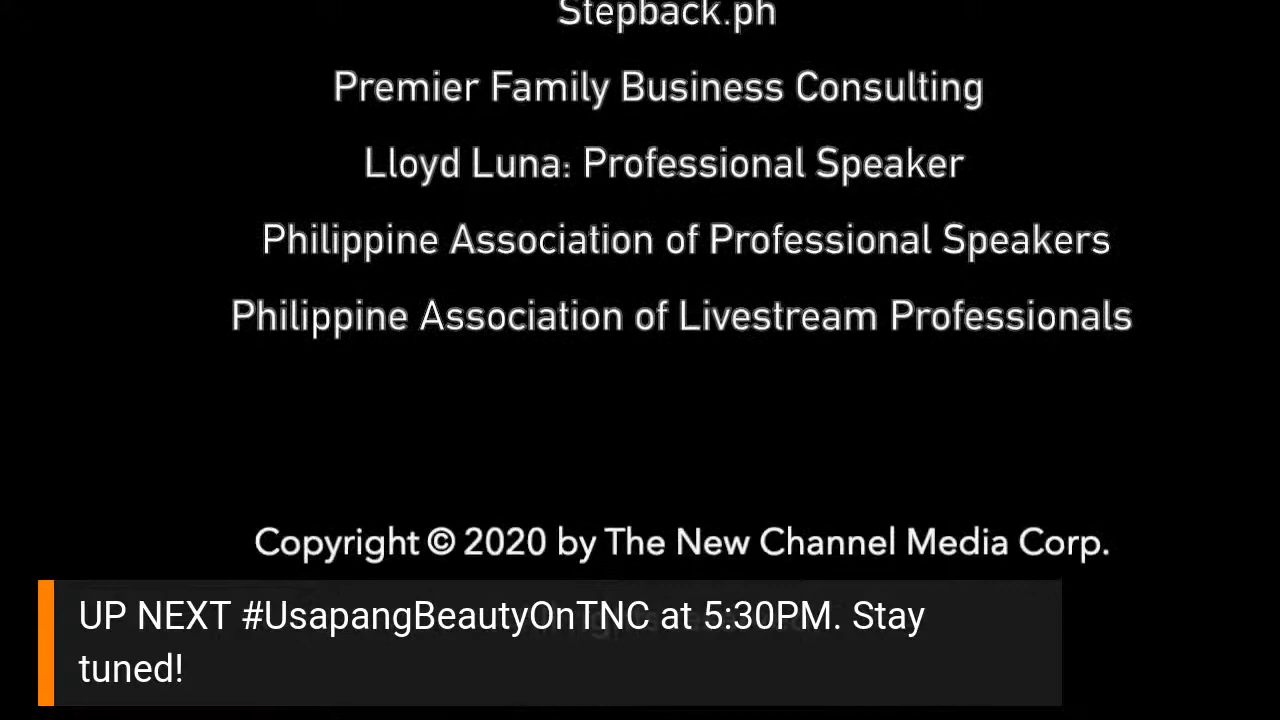 Stepback.ph
Premier Family Business Consulting
Lloyd Luna: Professional Speaker
Philippine Association of Professional Speakers
Philippine Association of Livestream Professionals
Copyright © 2020 by The New Channel Media Corp.
UP NEXT #UsapangBeautyOnTNC at 5:30PM. Stay
tuned!